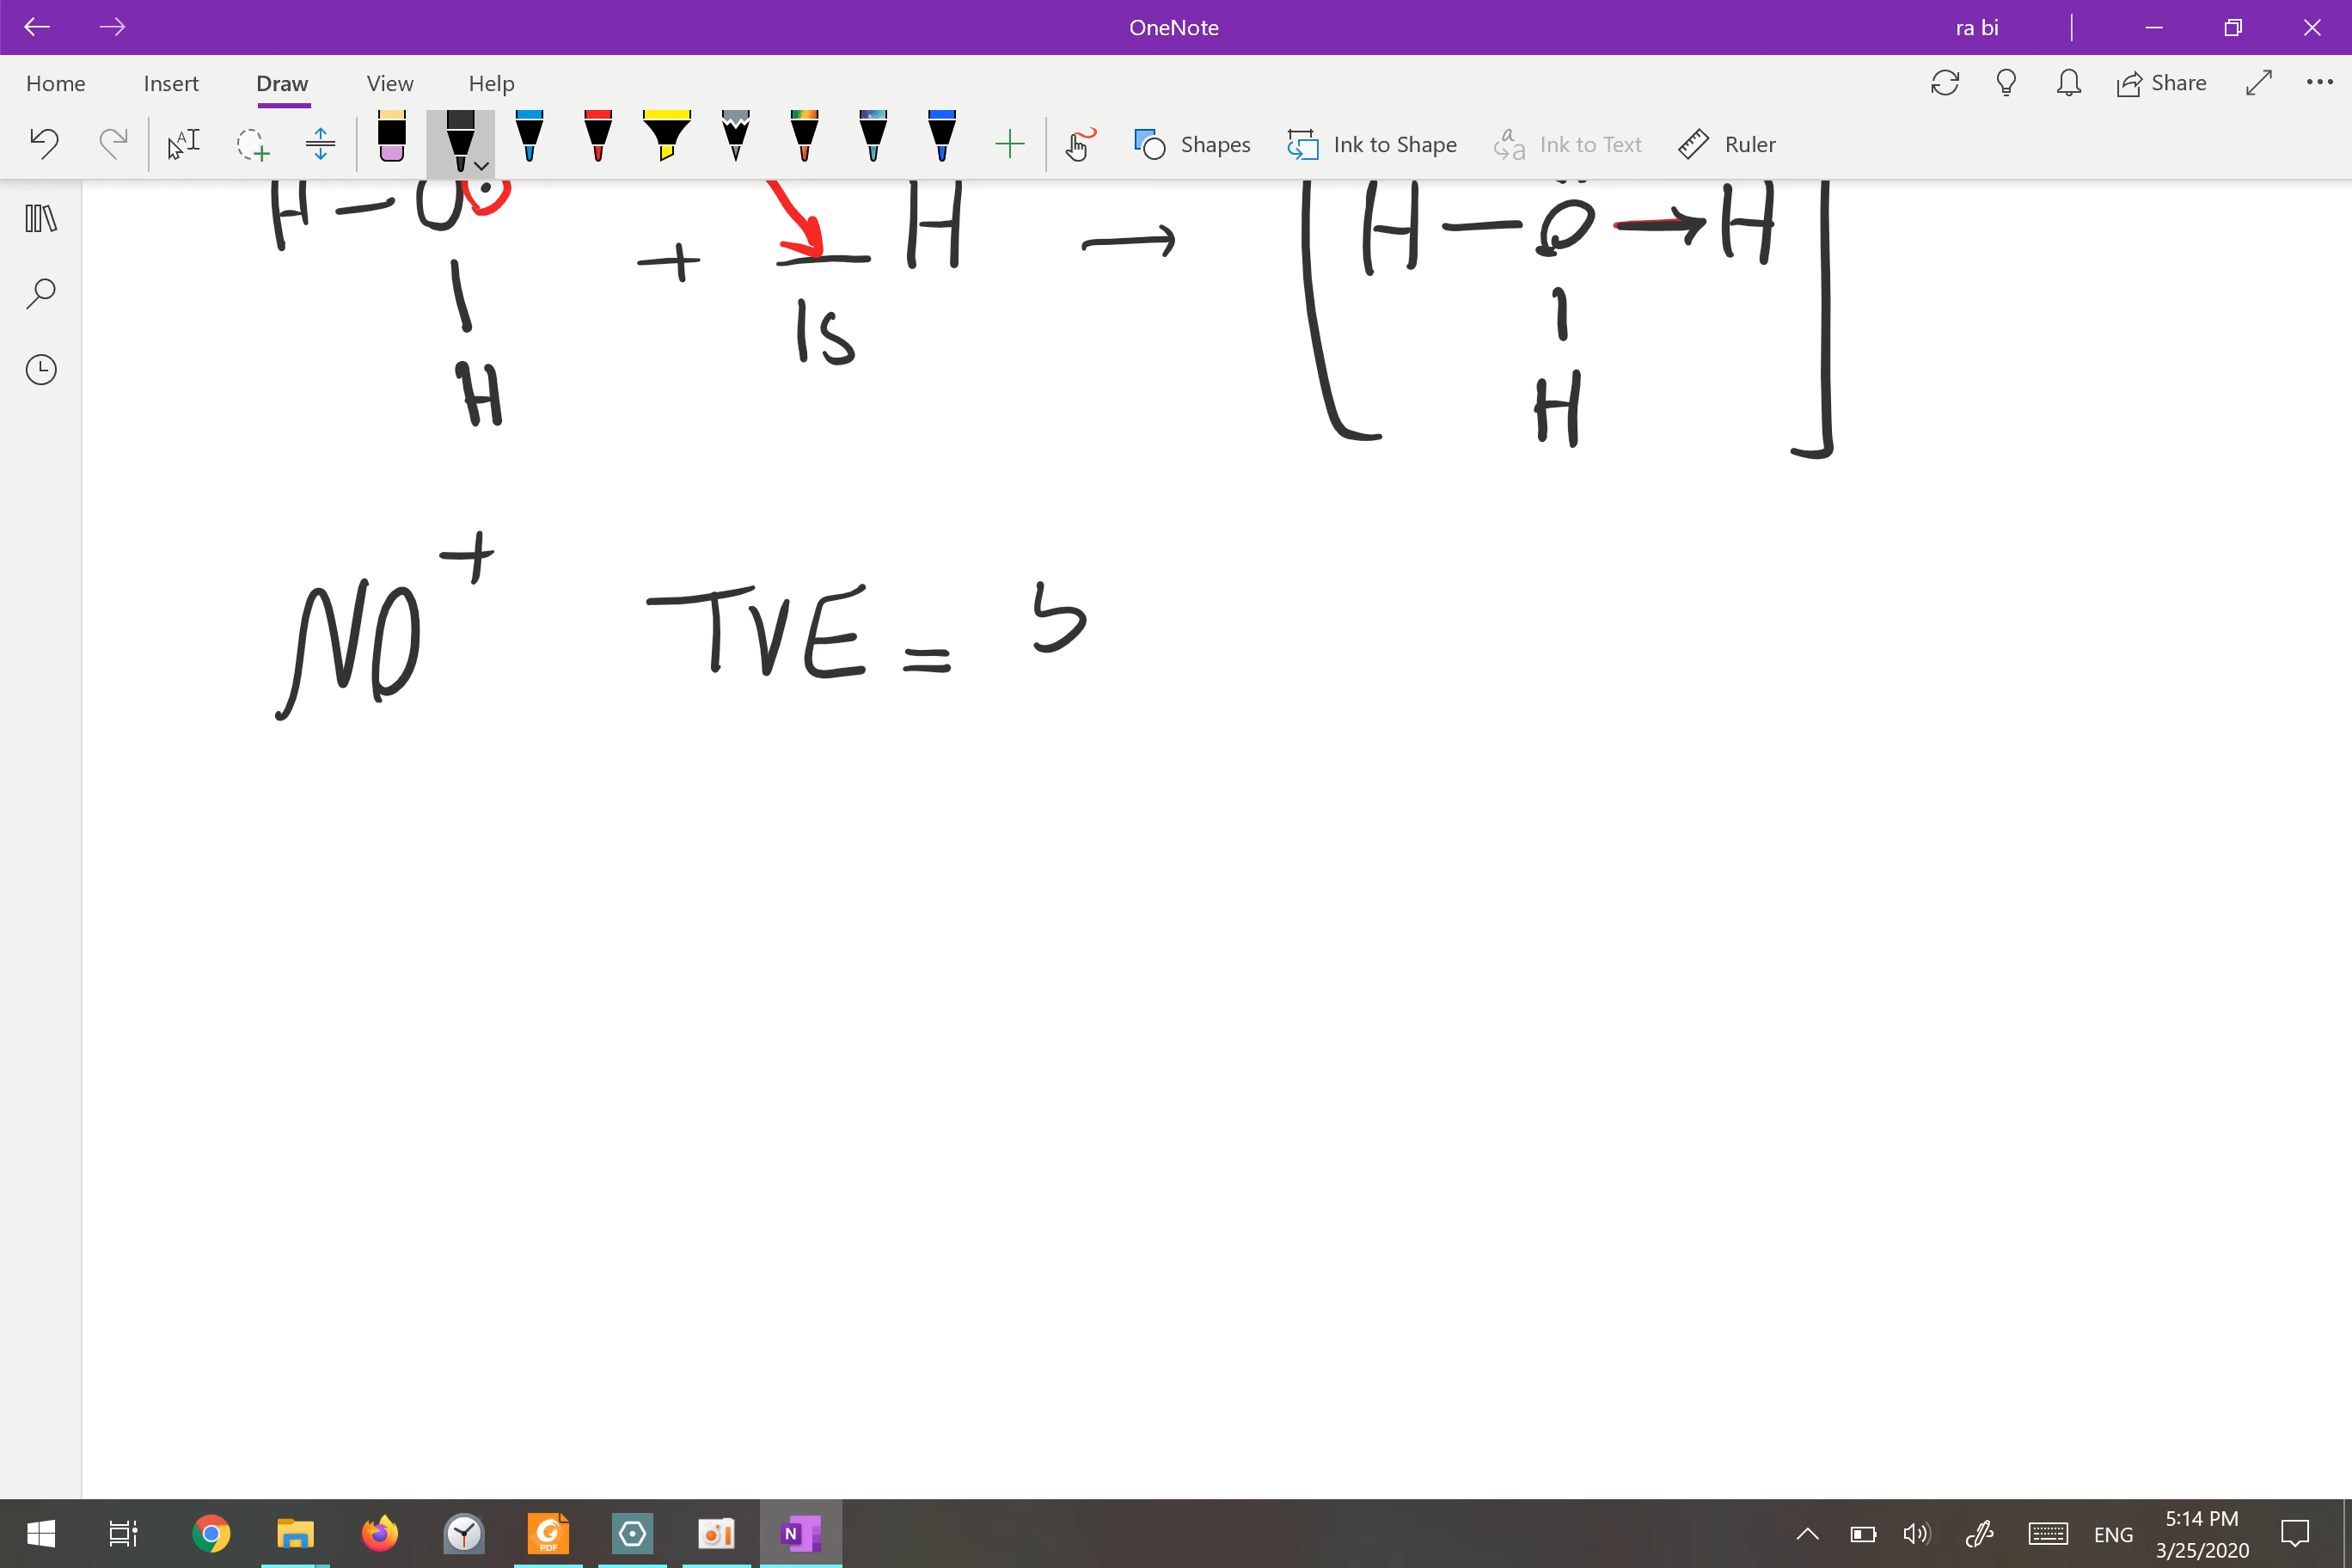 OneNote
ra bi
Home Insert Draw View Help
Share
Shapes Ink to Shape Ink to Text Ruler
H – O + H → H – O → H
1s
H H
NO⁺ TVE = 5
ENG
5:14 PM
3/25/2020